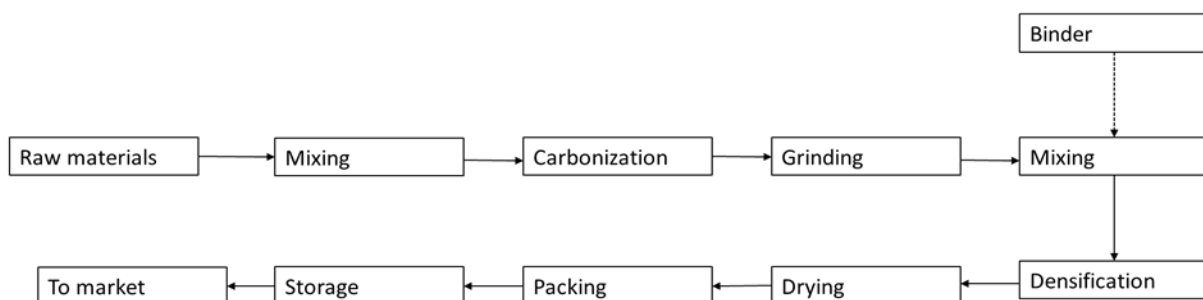 Binder
Raw materials
Mixing
Carbonization
Grinding
Mixing
To market
Storage
Packing
Drying
Densification